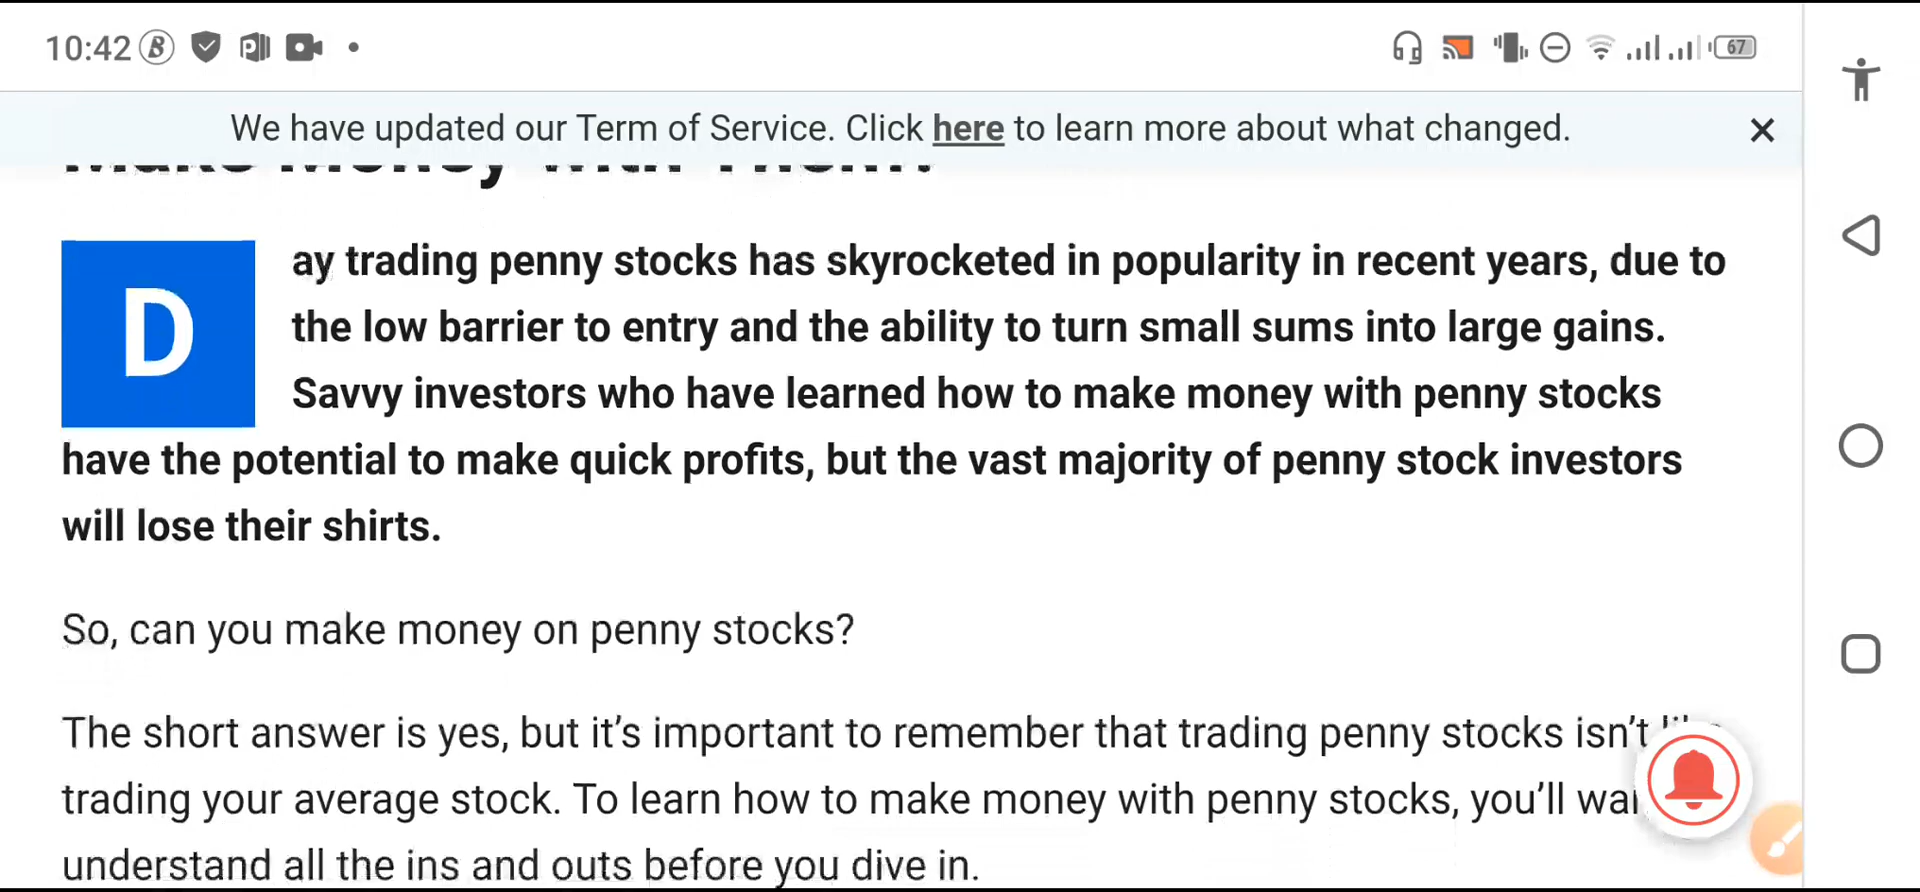 10:42
67
We have updated our Term of Service. Click here to learn more about what changed.
Day trading penny stocks has skyrocketed in popularity in recent years, due to
the low barrier to entry and the ability to turn small sums into large gains.
Savvy investors who have learned how to make money with penny stocks
have the potential to make quick profits, but the vast majority of penny stock investors
will lose their shirts.
So, can you make money on penny stocks?
The short answer is yes, but it’s important to remember that trading penny stocks isn’t
trading your average stock. To learn how to make money with penny stocks, you’ll
understand all the ins and outs before you dive in.